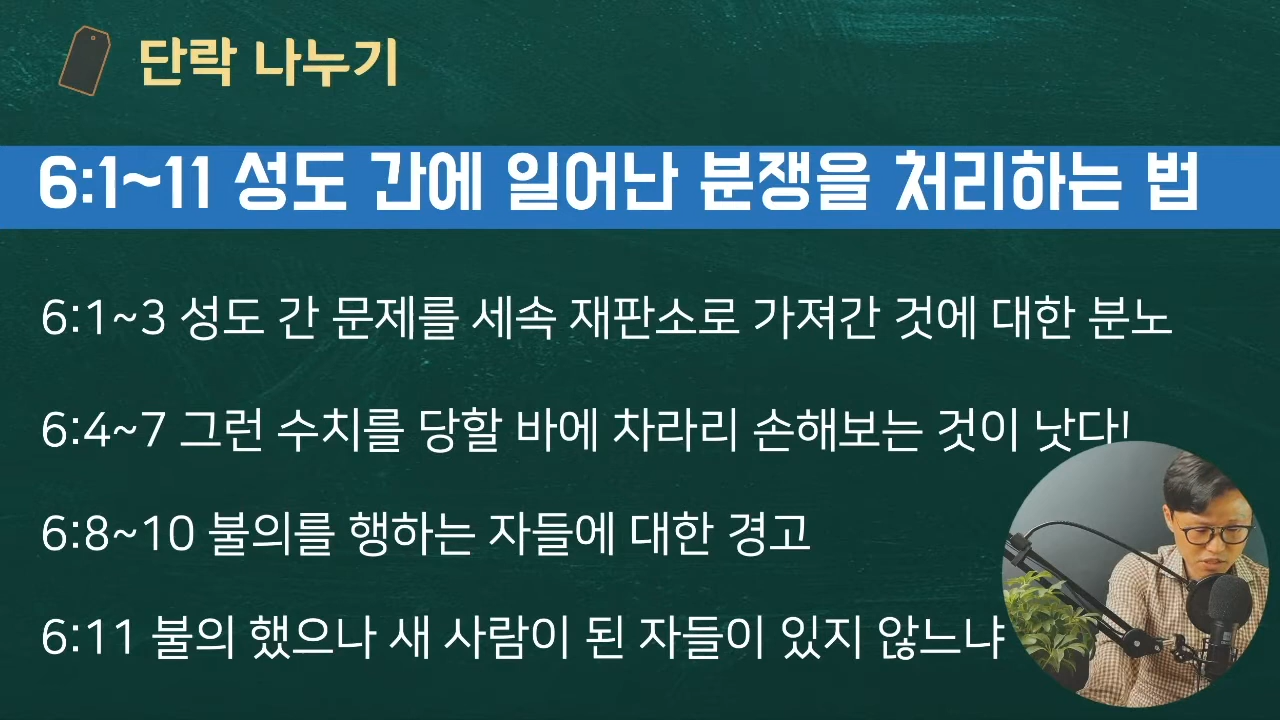 단락 나누기
6:1~11 성도 간에 일어난 분쟁을 처리하는 법
6:1~3 성도 간 문제를 세속 재판소로 가져간 것에 대한 분노
6:4~7 그런 수치를 당할 바에 차라리 손해보는 것이 낫다!
6:8~10 불의를 행하는 자들에 대한 경고
6:11 불의 했으나 새 사람이 된 자들이 있지 않느냐